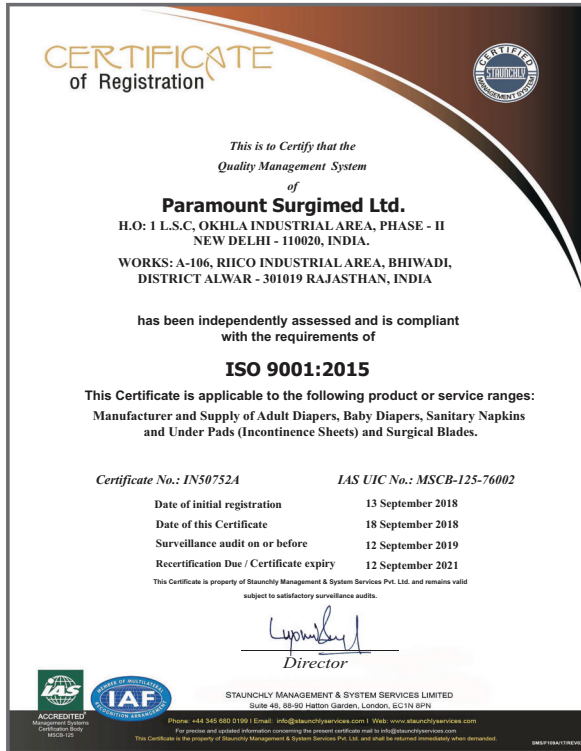 CERTIFICATE
of Registration
CERTIFIED
STAUNCHLY
MANAGEMENT SYSTEM
This is to Certify that the
Quality Management System
of
Paramount Surgimed Ltd.
H.O: 1 L.S.C, OKHLA INDUSTRIAL AREA, PHASE - II
NEW DELHI - 110020, INDIA.
WORKS: A-106, RIICO INDUSTRIAL AREA, BHIWADI,
DISTRICT ALWAR - 301019 RAJASTHAN, INDIA
has been independently assessed and is compliant
with the requirements of
ISO 9001:2015
This Certificate is applicable to the following product or service ranges:
Manufacturer and Supply of Adult Diapers, Baby Diapers, Sanitary Napkins
and Under Pads (Incontinence Sheets) and Surgical Blades.
Certificate No.: IN50752A IAS UIC No.: MSCB-125-76002
Date of initial registration 13 September 2018
Date of this Certificate 18 September 2018
Surveillance audit on or before 12 September 2019
Recertification Due / Certificate expiry 12 September 2021
This Certificate is property of Staunchly Management & System Services Pvt. Ltd. and remains valid
subject to satisfactory surveillance audits.
Director
IAS
ACCREDITED
Management Systems
Certification Body
MSCB-125
MEMBER OF MULTILATERAL
IAF
RECOGNITION ARRANGEMENT
STAUNCHLY MANAGEMENT & SYSTEM SERVICES LIMITED
Suite 48, 88-90 Hatton Garden, London, EC1N 8PN
Phone: +44 345 680 0199 I Email: info@staunchlyservices.com I Web: www.staunchlyservices.com
For precise and updated information concerning the present certificate mail to info@staunchlyservices.com
This Certificate is the property of Staunchly Management & System Services Pvt. Ltd. and shall be returned immediately when demanded.